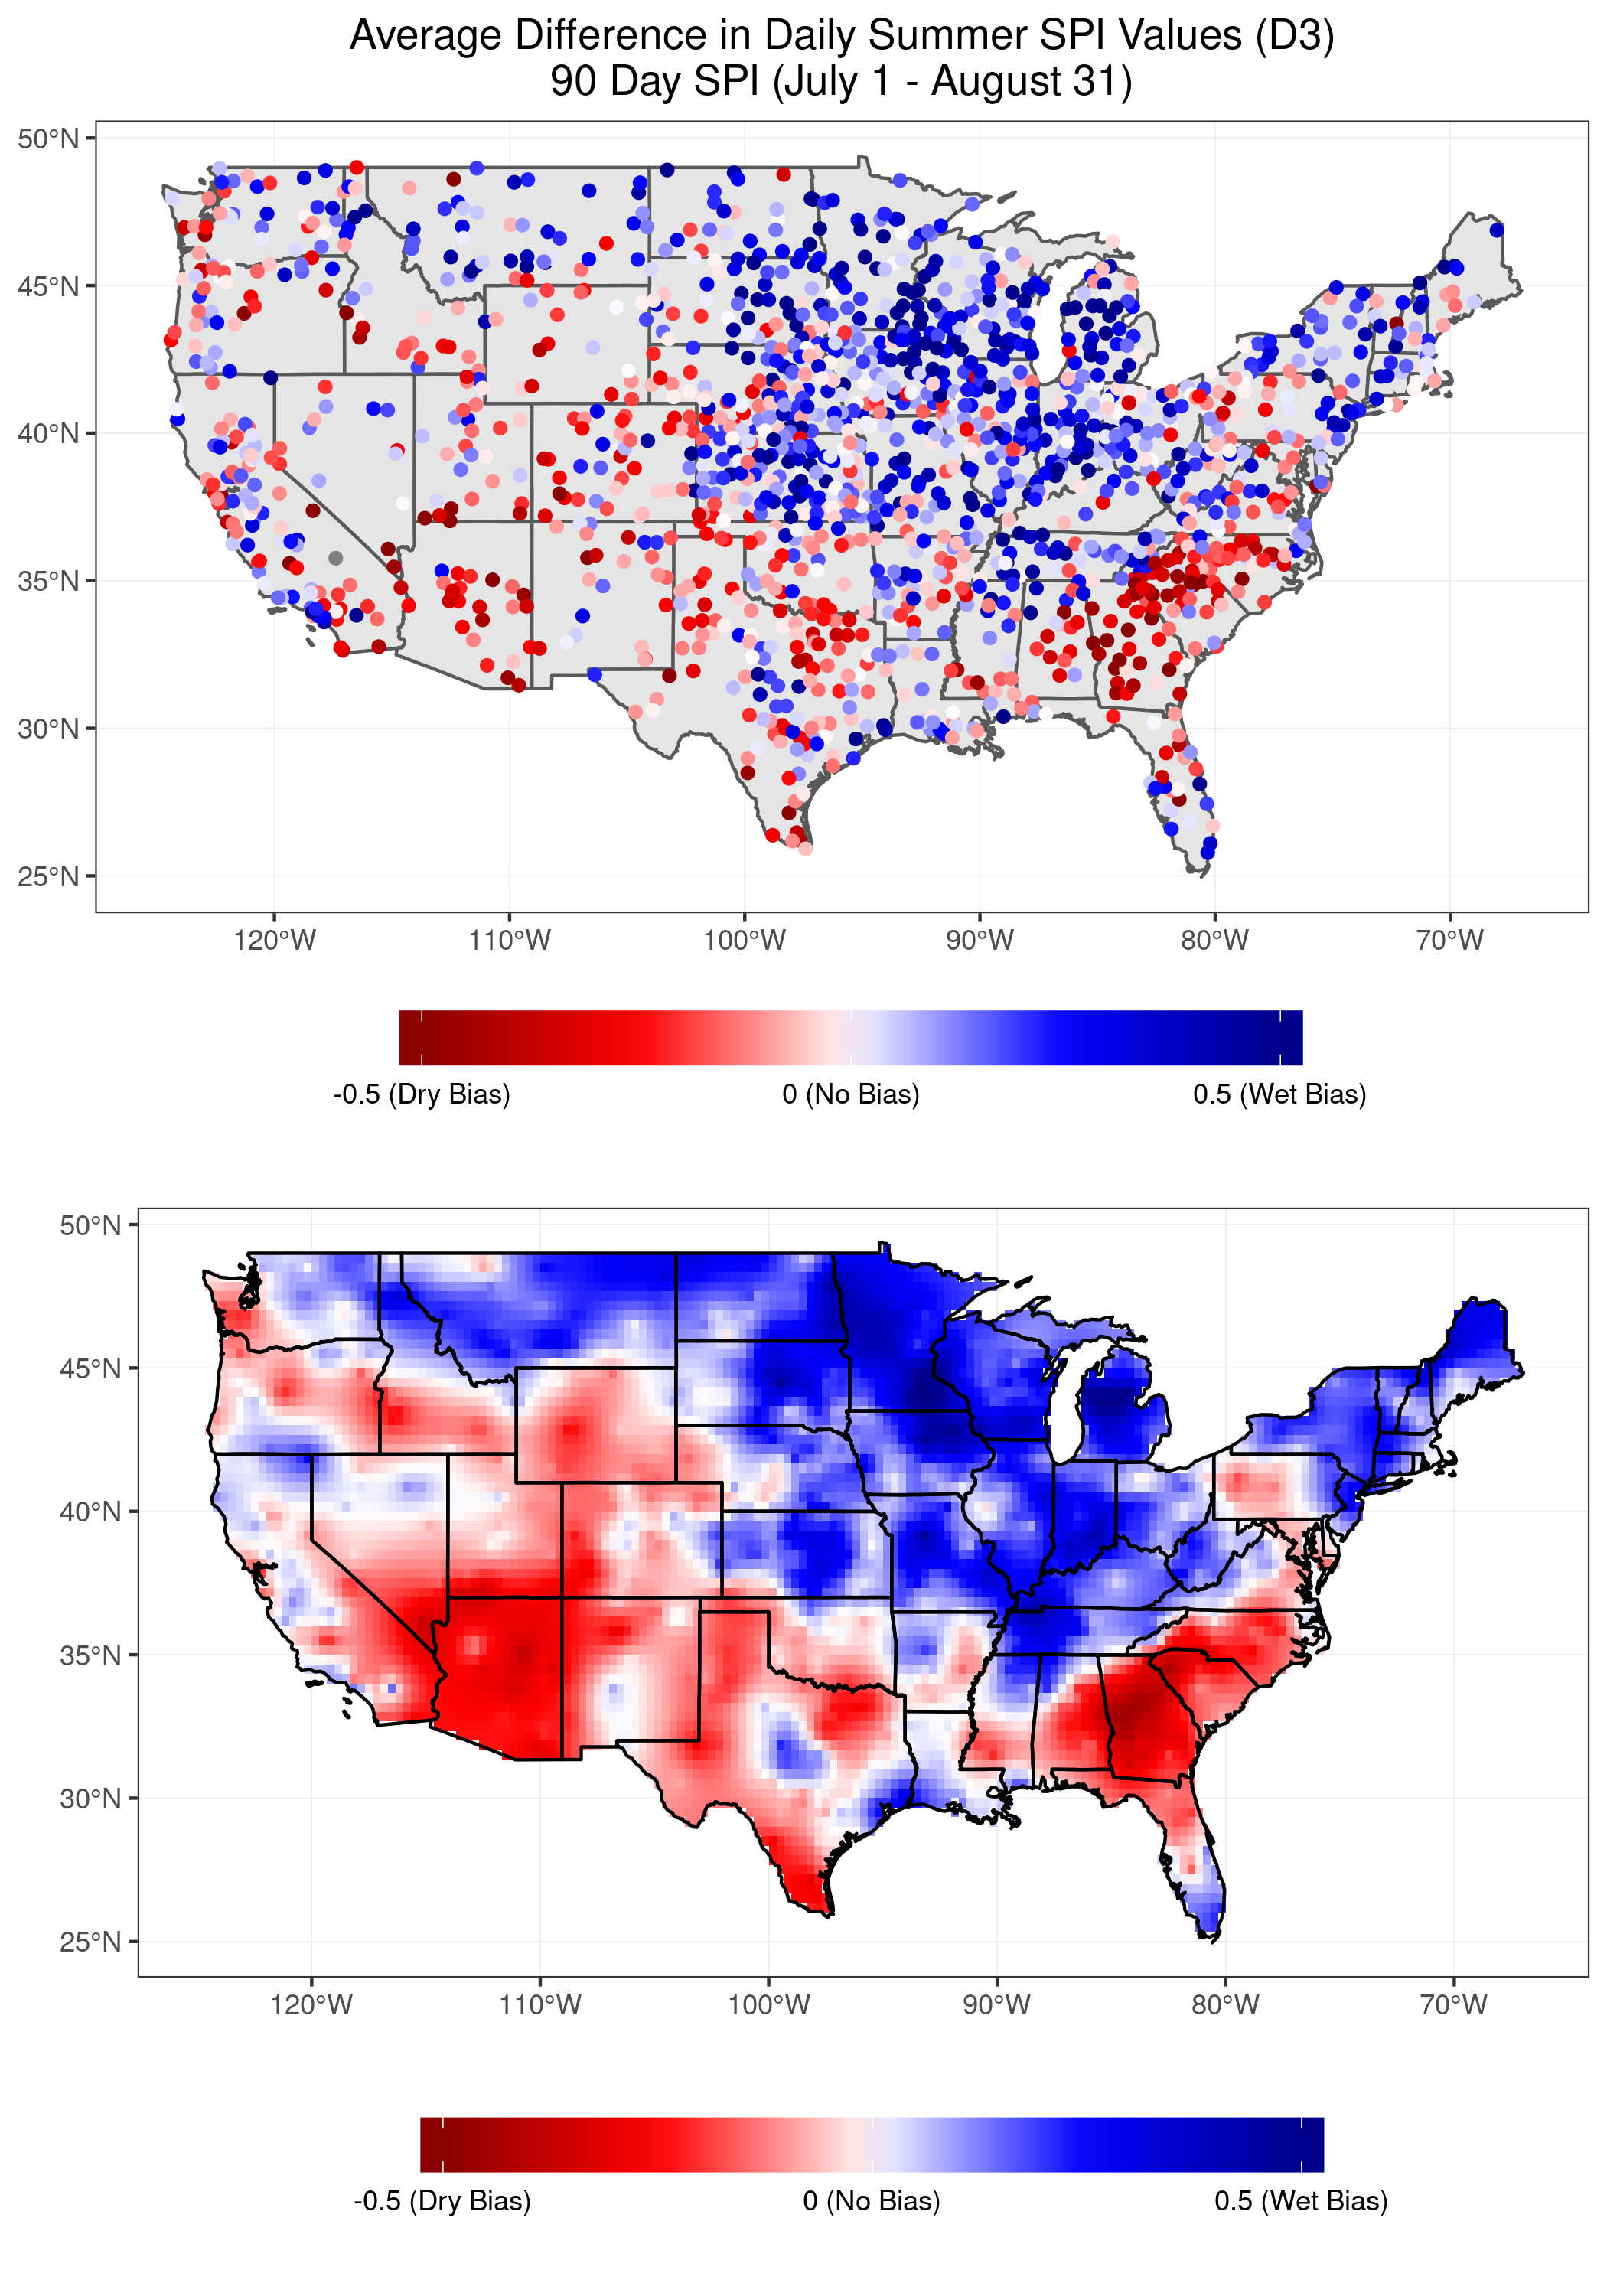 Average Difference in Daily Summer SPI Values (D3)
90 Day SPI (July 1 - August 31)
50°N
45°N
40°N
35°N
30°N
25°N
120°W 110°W 100°W 90°W 80°W 70°W
-0.5 (Dry Bias) 0 (No Bias) 0.5 (Wet Bias)
50°N
45°N
40°N
35°N
30°N
25°N
120°W 110°W 100°W 90°W 80°W 70°W
-0.5 (Dry Bias) 0 (No Bias) 0.5 (Wet Bias)